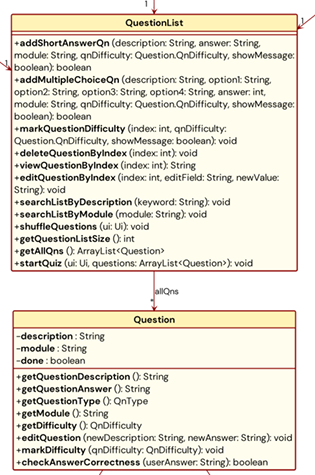 1
1
1
QuestionList
+addShortAnswerQn (description: String, answer: String,
module: String, qnDifficulty: Question.QnDifficulty, showMessage:
boolean): boolean
+addMultipleChoiceQn (description: String, option1: String,
option2: String, option3: String, option4: String, answer: int,
module: String, qnDifficulty: Question.QnDifficulty, showMessage:
boolean): boolean
+markQuestionDifficulty (index: int, qnDifficulty:
Question.QnDifficulty, showMessage: boolean): void
+deleteQuestionByIndex (index: int): void
+viewQuestionByIndex (index: int): String
+editQuestionByIndex (index: int, editField: String, newValue:
String): void
+searchListByDescription (keyword: String): void
+searchListByModule (module: String): void
+shuffleQuestions (ui: Ui): void
+getQuestionListSize (): int
+getAllQns (): ArrayList<Question>
+startQuiz (ui: Ui, questions: ArrayList<Question>): void
allQns
*
Question
-description : String
-module : String
-done : boolean
+getQuestionDescription (): String
+getQuestionAnswer (): String
+getQuestionType (): QnType
+getModule (): String
+getDifficulty (): QnDifficulty
+editQuestion (newDescription: String, newAnswer: String): void
+markDifficulty (qnDifficulty: QnDifficulty): void
+checkAnswerCorrectness (userAnswer: String): boolean